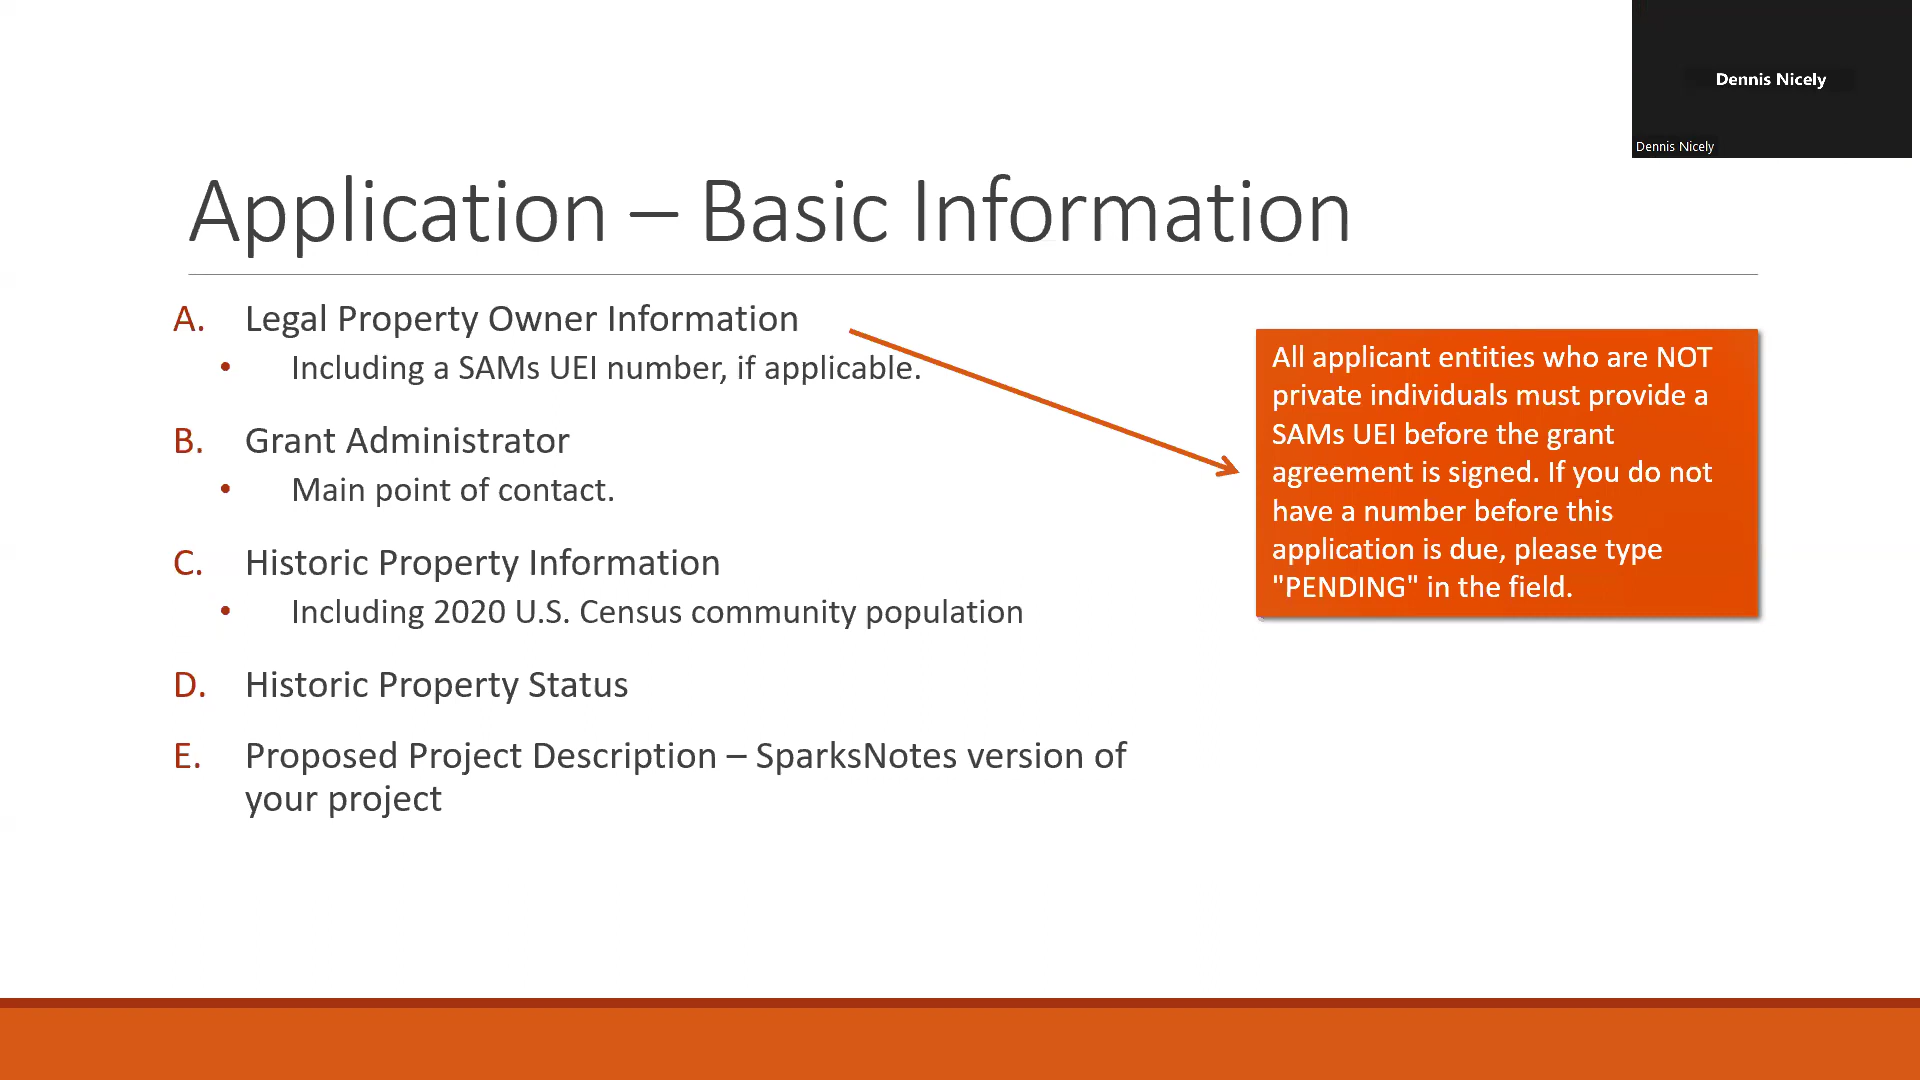 Dennis Nicely
Dennis Nicely
Application – Basic Information
A. Legal Property Owner Information
• Including a SAMs UEI number, if applicable.
B. Grant Administrator
• Main point of contact.
C. Historic Property Information
• Including 2020 U.S. Census community population
D. Historic Property Status
E. Proposed Project Description – SparksNotes version of
your project
All applicant entities who are NOT
private individuals must provide a
SAMs UEI before the grant
agreement is signed. If you do not
have a number before this
application is due, please type
"PENDING" in the field.